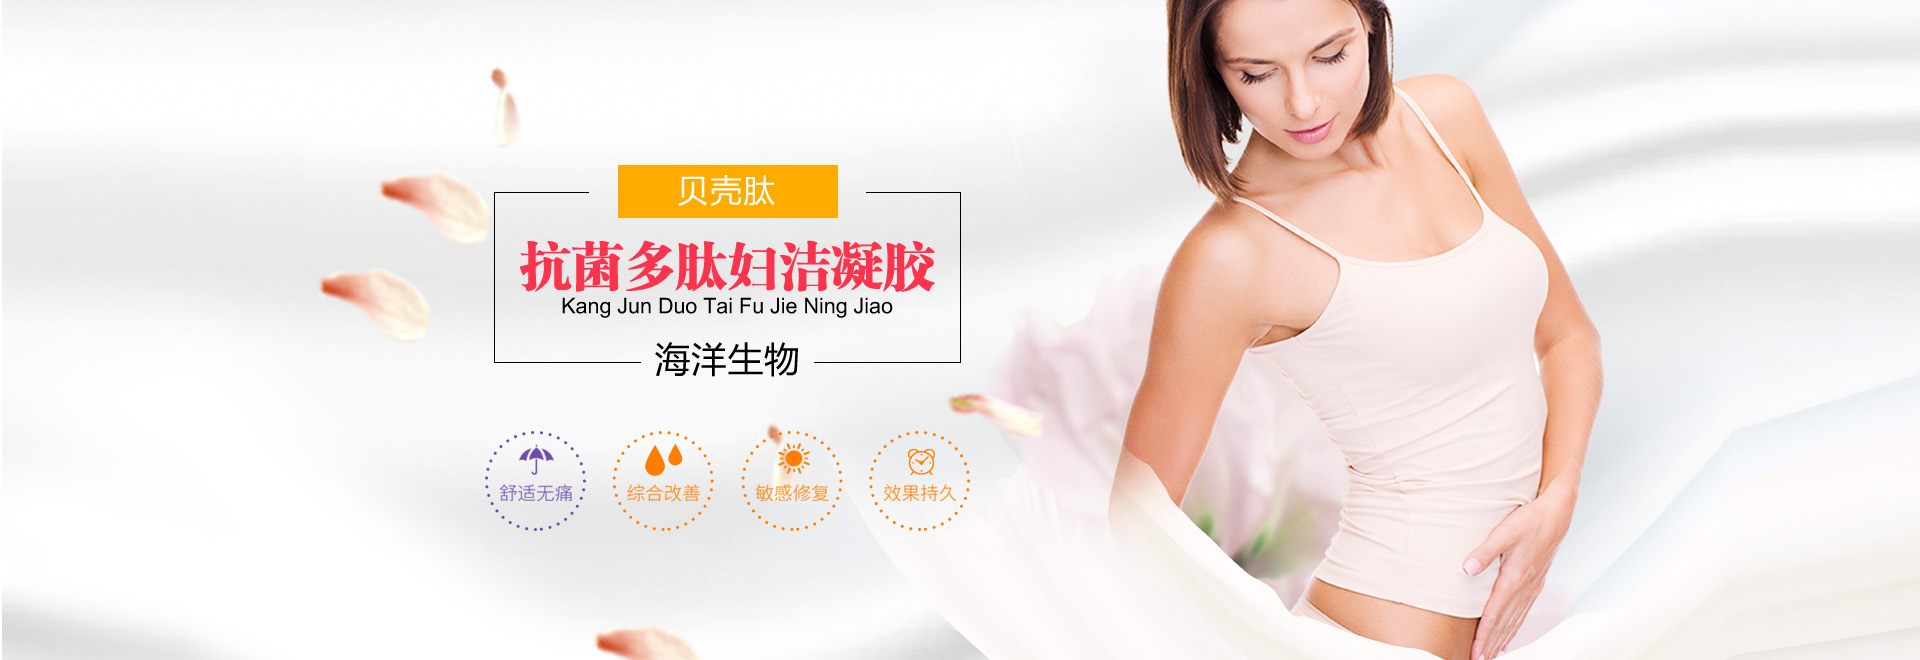 贝壳肽
抗菌多肽妇洁凝胶
Kang Jun Duo Tai Fu Jie Ning Jiao
海洋生物
舒适无痛
综合改善
敏感修复
效果持久